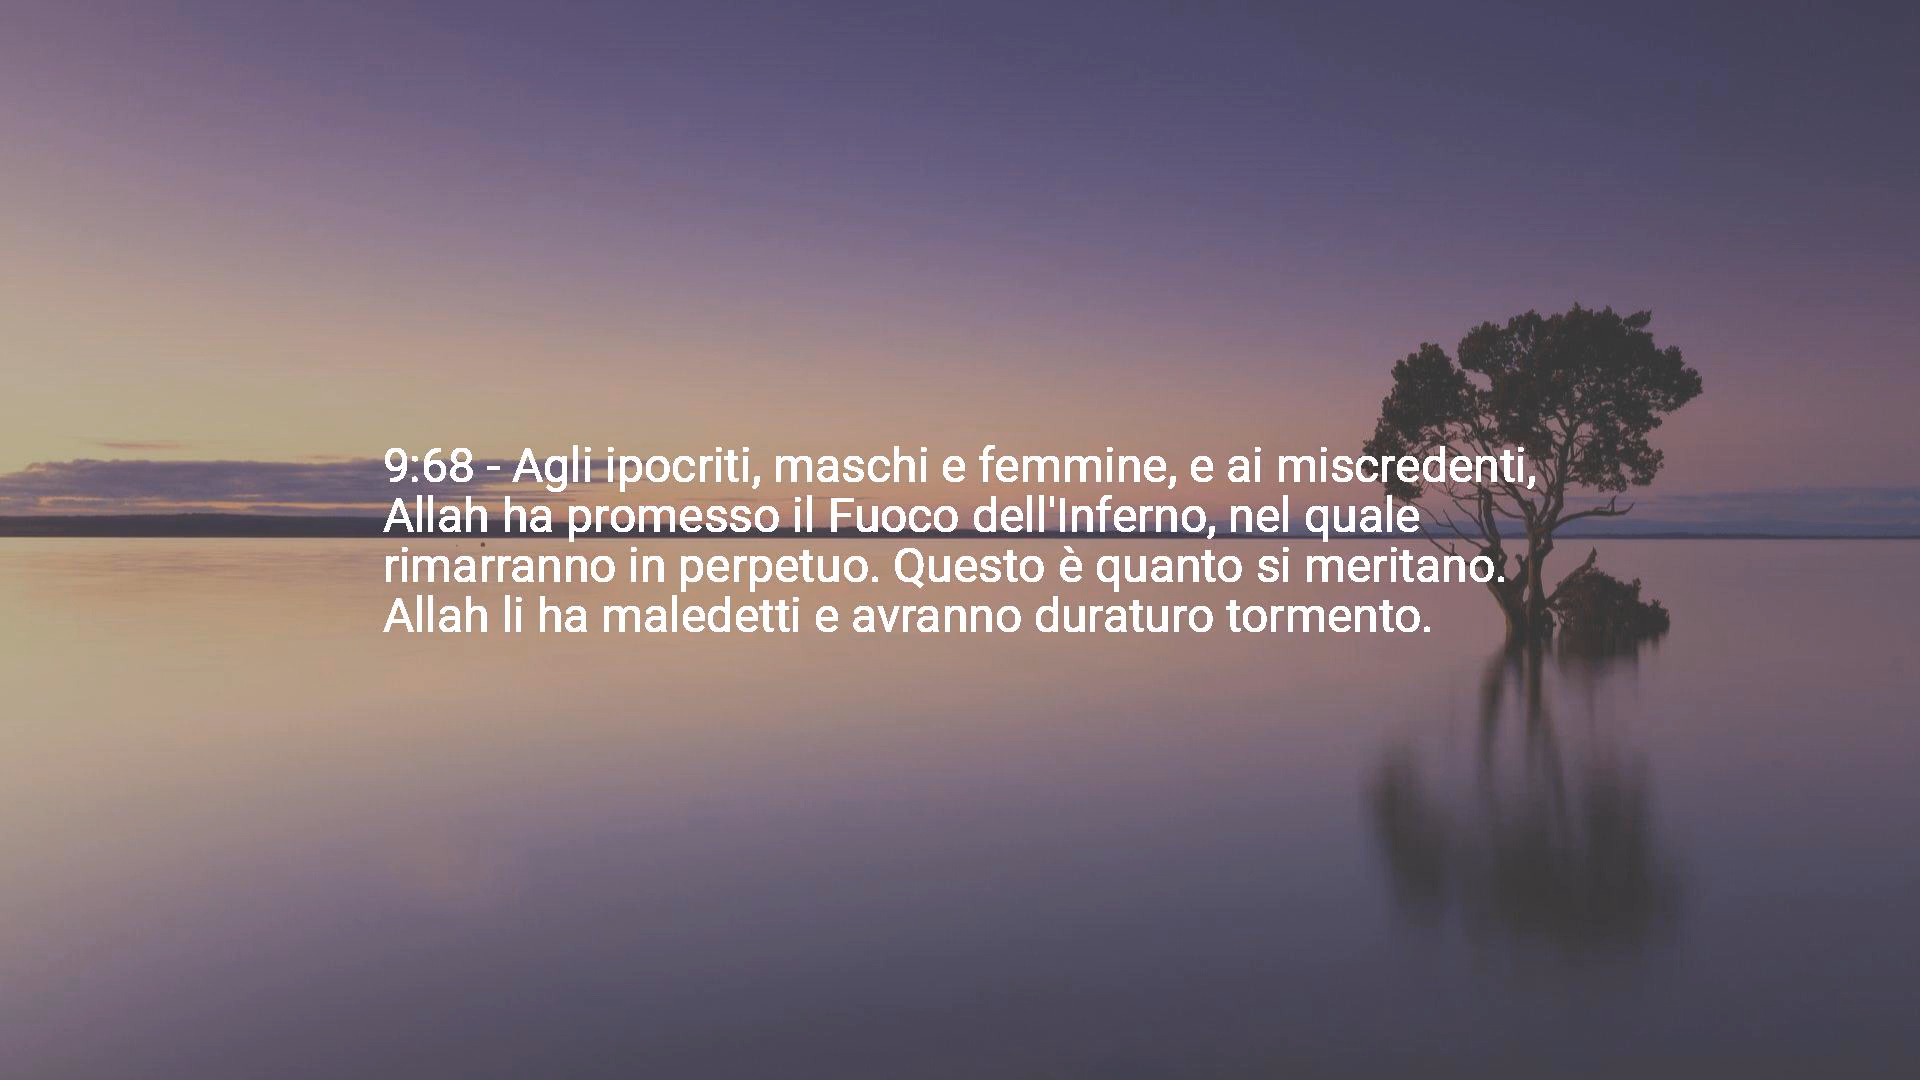 9:68 - Agli ipocriti, maschi e femmine, e ai miscredenti,
Allah ha promesso il Fuoco dell'Inferno, nel quale
rimarranno in perpetuo. Questo è quanto si meritano.
Allah li ha maledetti e avranno duraturo tormento.